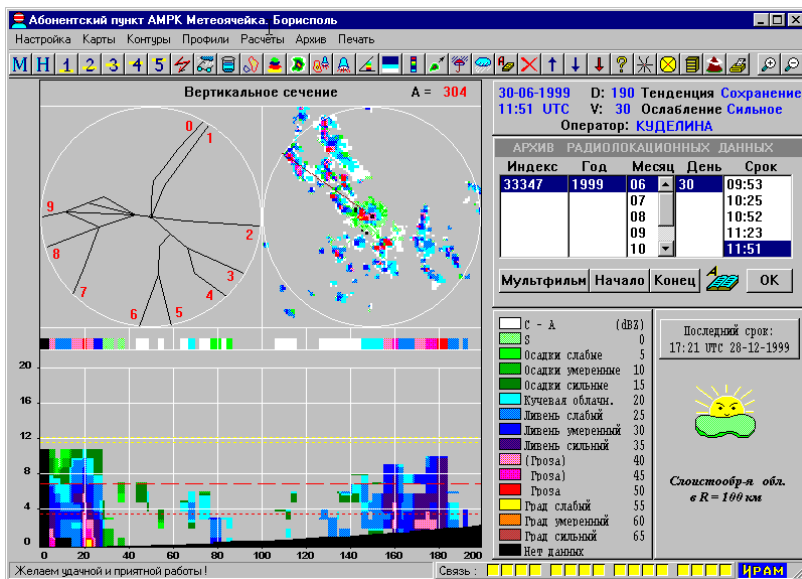 Абонентский пункт АМРК Метеоячейка. Борисполь
Настройка Карты Контуры Профили Расчёты Архив Печать
М Н 1 2 3 4 5
Вертикальное сечение А = 304
0
1
9
2
8
3
7
4
6
5
20
16
12
8
4
0
0 20 40 60 80 100 120 140 160 180 200
30-06-1999 D: 190 Тенденция Сохранение
11:51 UTC V: 30 Ослабление Сильное
Оператор: КУДЕЛИНА
АРХИВ РАДИОЛОКАЦИОННЫХ ДАННЫХ
Индекс Год Месяц День Срок
33347 1999 06 30 09:53
07 10:25
08 10:52
09 11:23
10 11:51
Мультфильм Начало Конец А OK
С - А (dBZ)
S 0
Осадки слабые 5
Осадки умеренные 10
Осадки сильные 15
Кучевая облачн. 20
Ливень слабый 25
Ливень умеренный 30
Ливень сильный 35
(Гроза) 40
Гроза) 45
Гроза 50
Град слабый 55
Град умеренный 60
Град сильный 65
Нет данных
Последний срок:
17:21 UTC 28-12-1999
Слоистообр-я обл.
в R = 100 км
Желаем удачной и приятной работы !
Связь :
ИРАМ